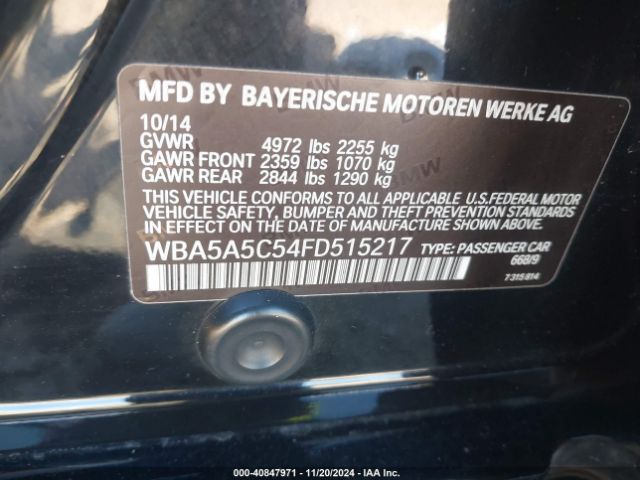 MFD BY BAYERISCHE MOTOREN WERKE AG
10/14
GVWR 4972 lbs 2255 kg
GAWR FRONT 2359 lbs 1070 kg
GAWR REAR 2844 lbs 1290 kg
THIS VEHICLE CONFORMS TO ALL APPLICABLE U.S.FEDERAL MOTOR
VEHICLE SAFETY, BUMPER AND THEFT PREVENTION STANDARDS
IN EFFECT ON THE DATE OF MANUFACTURE SHOWN ABOVE.
WBA5A5C54FD515217 TYPE: PASSENGER CAR
668/9
7 315 814
000-40847971 - 11/20/2024 - IAA Inc.